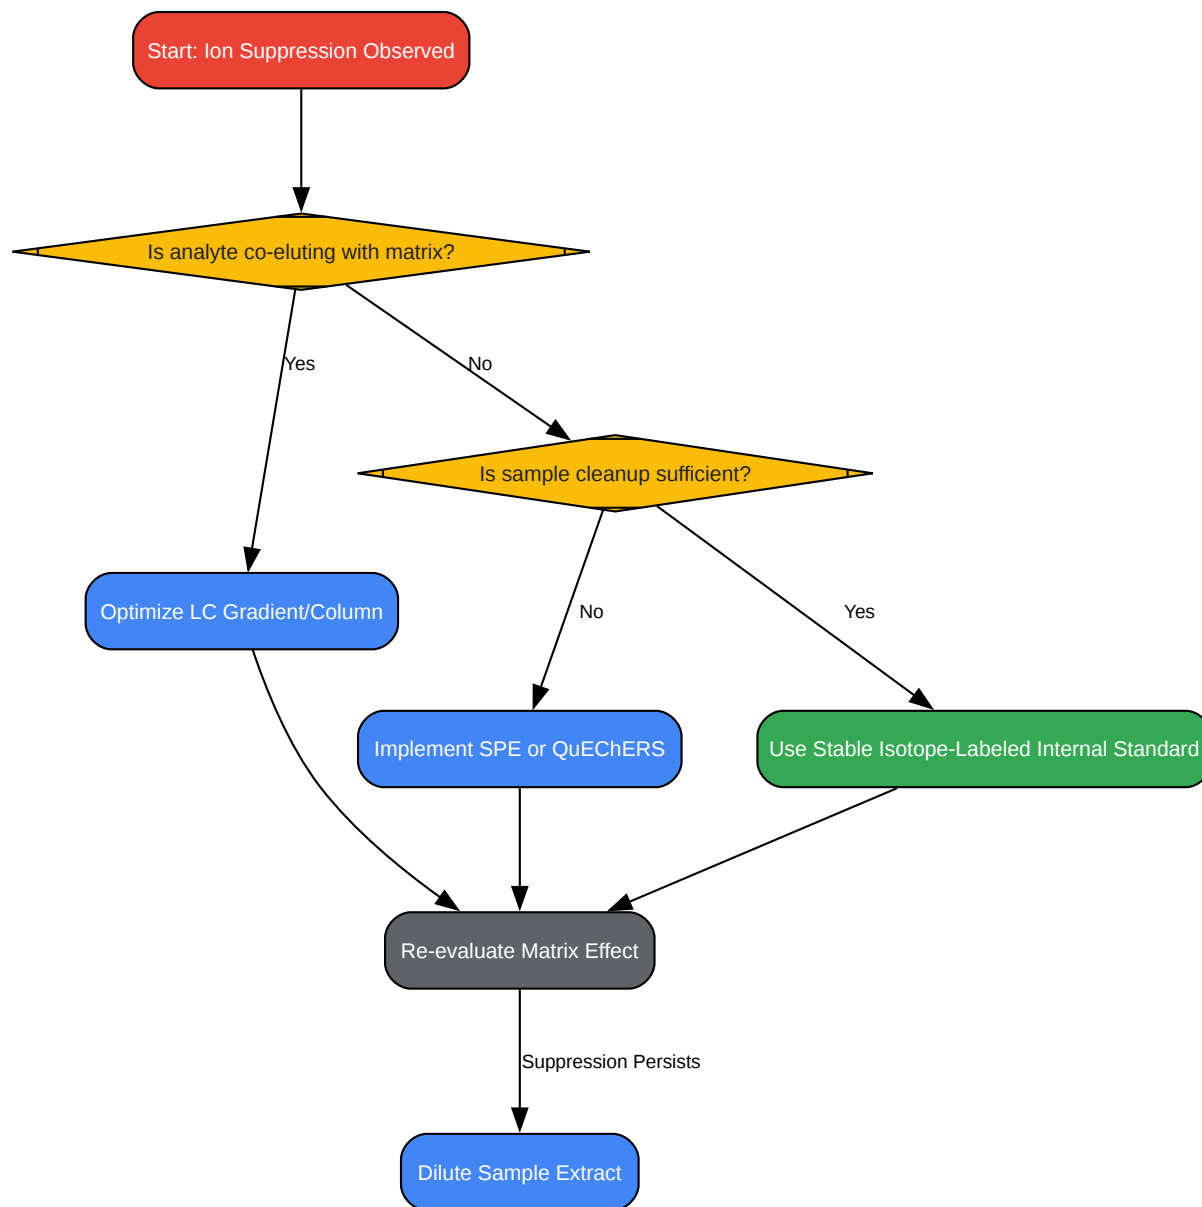 Start: Ion Suppression Observed
Is analyte co-eluting with matrix?
Yes
No
Is sample cleanup sufficient?
Optimize LC Gradient/Column
No
Yes
Implement SPE or QuEChERS
Use Stable Isotope-Labeled Internal Standard
Re-evaluate Matrix Effect
Suppression Persists
Dilute Sample Extract